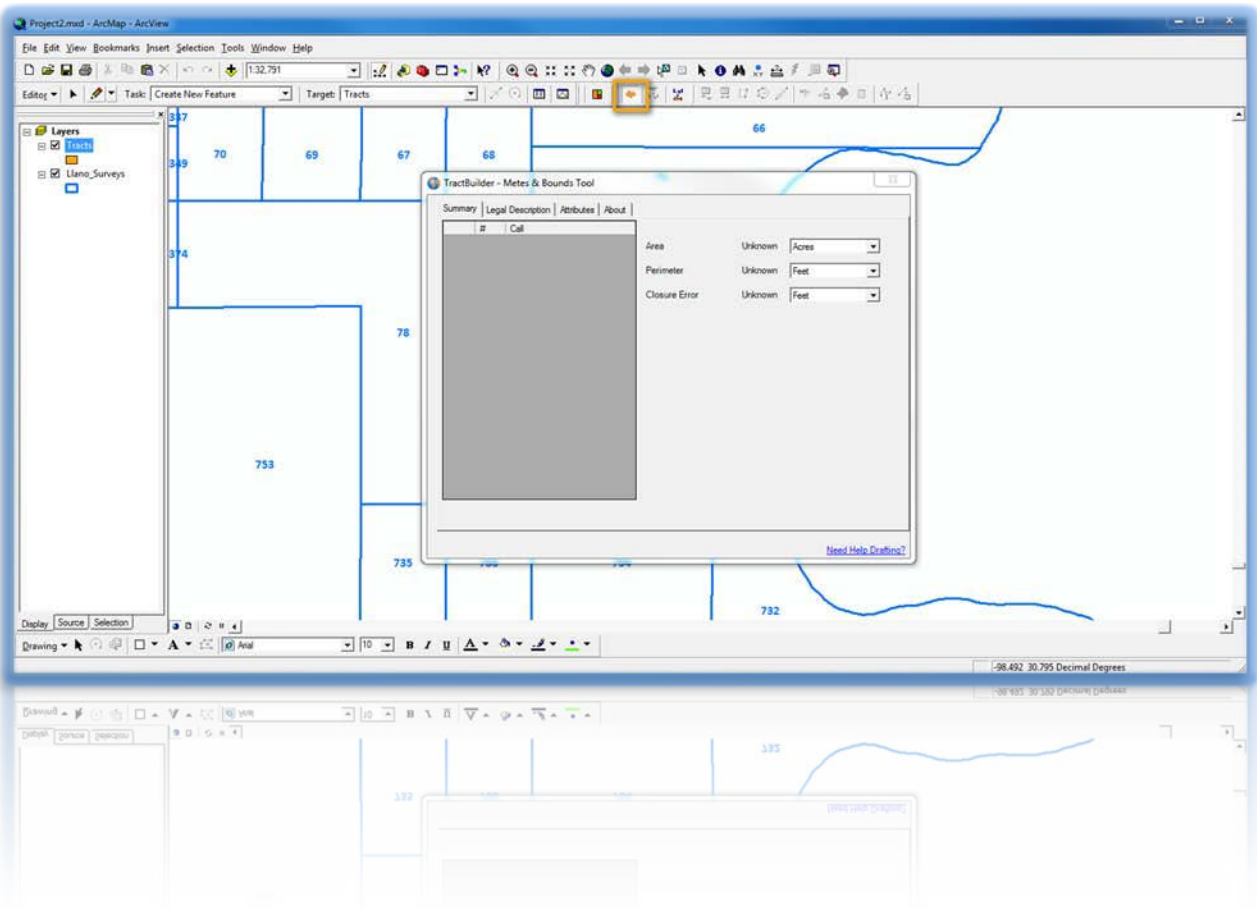 Project2.mxd - ArcMap - ArcView
File Edit View Bookmarks Insert Selection Tools Window Help
1:32,791
Editor Task: Create New Feature Target: Tracts
Layers
Tracts
Llano_Surveys
70 69 67 68 66
374
TractBuilder - Metes & Bounds Tool
Summary Legal Description Attributes About
# Call
Area Unknown Acres
Perimeter Unknown Feet
Closure Error Unknown Feet
78
753
Need Help Drafting?
735
732
Display Source Selection
Drawing A Arial 10 B I U A
-98.492 30.795 Decimal Degrees